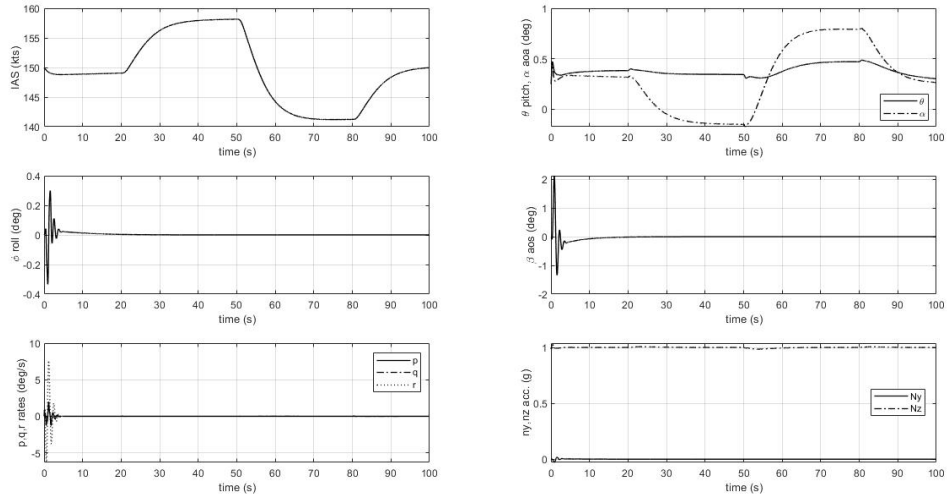 160
155
150
145
140
IAS (kts)
0 10 20 30 40 50 60 70 80 90 100
time (s)
1
0.5
0
θ pitch, α aoa (deg)
θ
α
0 10 20 30 40 50 60 70 80 90 100
time (s)
0.4
0.2
0
-0.2
-0.4
ϕ roll (deg)
0 10 20 30 40 50 60 70 80 90 100
time (s)
2
1
0
-1
-2
β aos (deg)
0 10 20 30 40 50 60 70 80 90 100
time (s)
10
5
0
-5
p,q,r rates (deg/s)
p
q
r
0 10 20 30 40 50 60 70 80 90 100
time (s)
1
0.5
0
ny,nz acc. (g)
Ny
Nz
0 10 20 30 40 50 60 70 80 90 100
time (s)